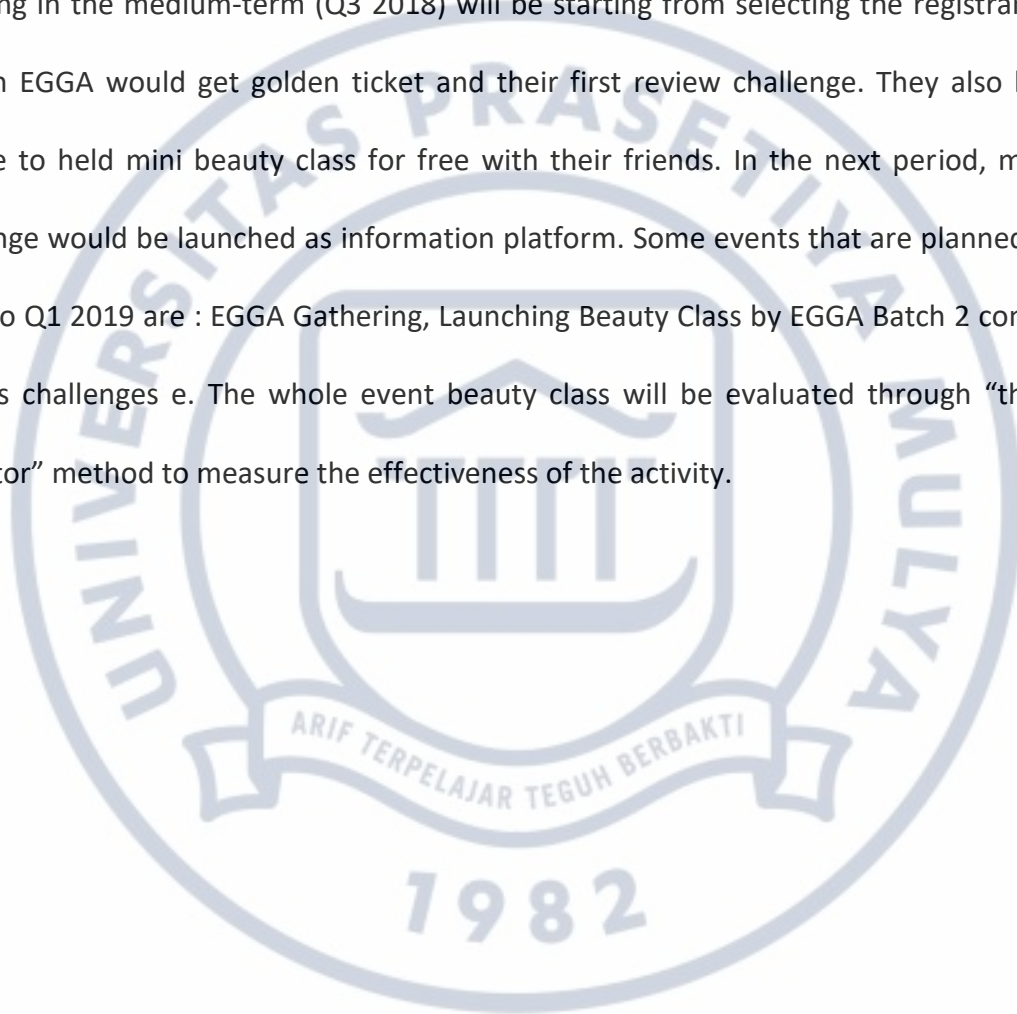 ng in the medium-term (Q3 2018) will be starting from selecting the registra
EGGA would get golden ticket and their first review challenge. They also
e to held mini beauty class for free with their friends. In the next period, m
nge would be launched as information platform. Some events that are planned
o Q1 2019 are : EGGA Gathering, Launching Beauty Class by EGGA Batch 2 con
s challenges e. The whole event beauty class will be evaluated through “th
tor” method to measure the effectiveness of the activity.
UNIVERSITAS PRASETIYA MULYA
ARIF TERPELAJAR TEGUH BERBAKTI
1982